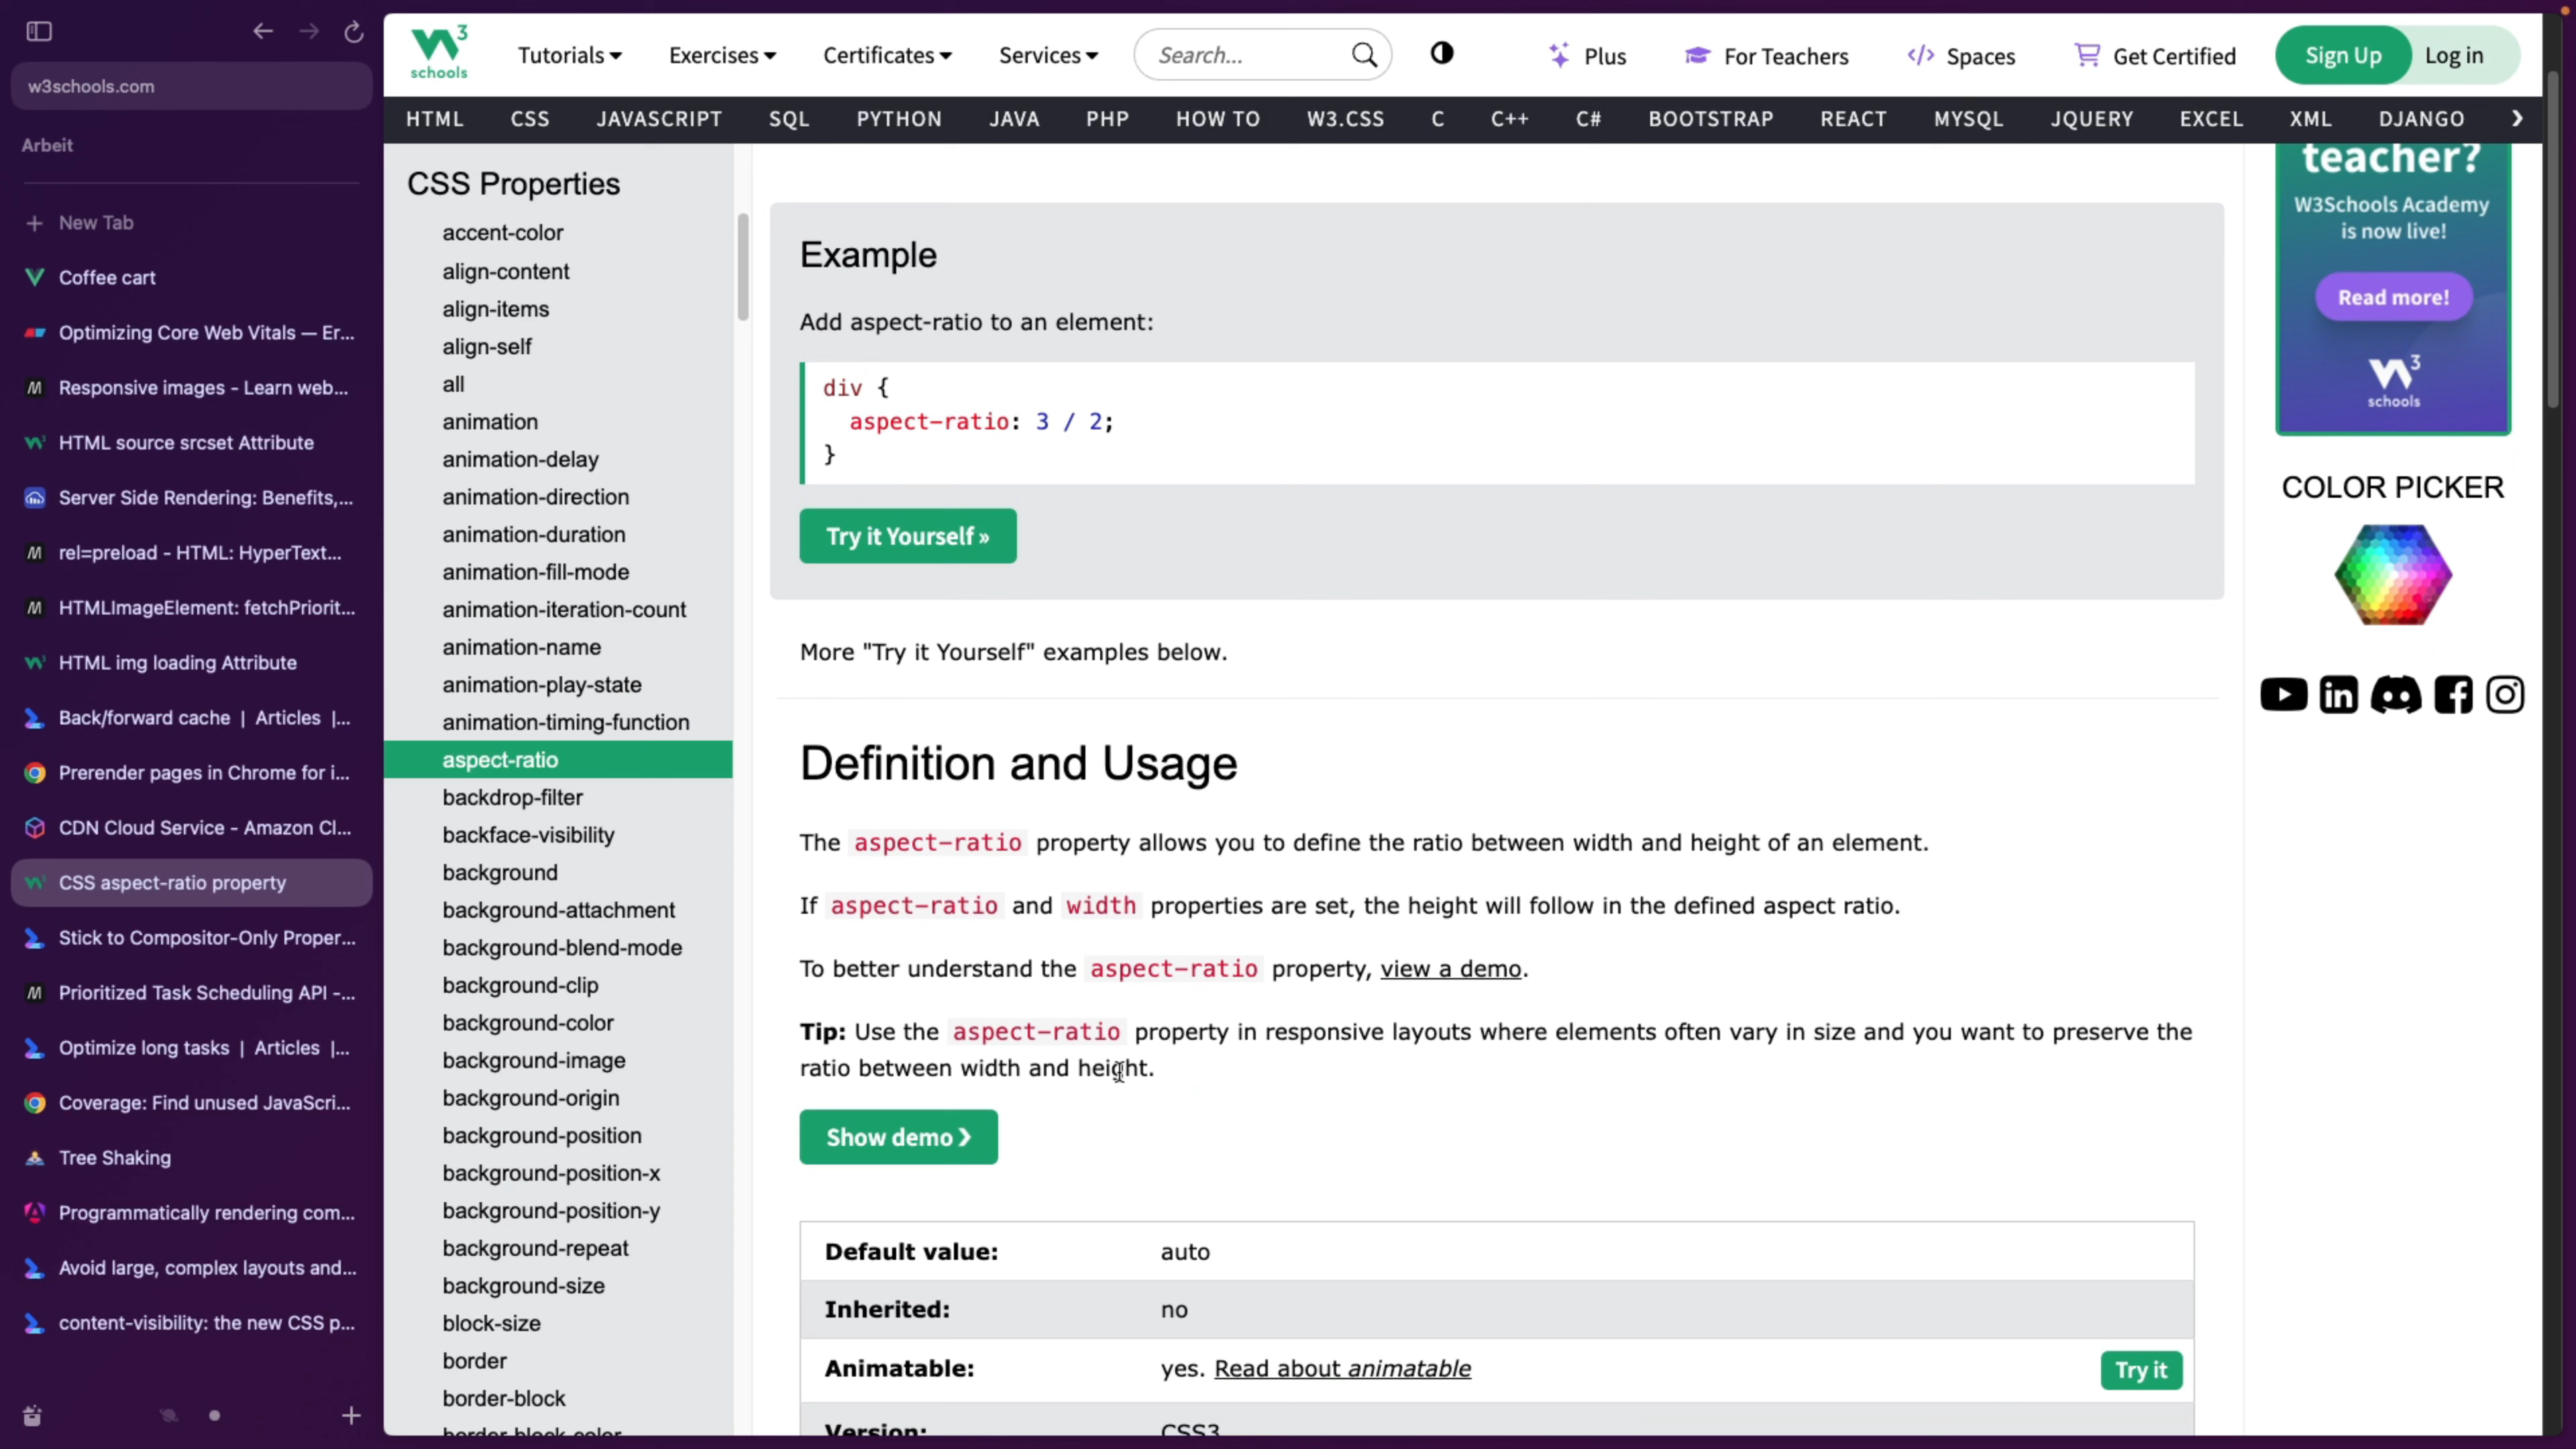 w3schools.com
Arbeit
New Tab
Coffee cart
Optimizing Core Web Vitals — Er...
Responsive images - Learn web...
HTML source srcset Attribute
Server Side Rendering: Benefits,...
rel=preload - HTML: HyperText...
HTMLImageElement: fetchPriorit...
HTML img loading Attribute
Back/forward cache | Articles |...
Prerender pages in Chrome for i...
CDN Cloud Service - Amazon Cl...
CSS aspect-ratio property
Stick to Compositor-Only Proper...
Prioritized Task Scheduling API -...
Optimize long tasks | Articles |...
Coverage: Find unused JavaScri...
Tree Shaking
Programmatically rendering com...
Avoid large, complex layouts and...
content-visibility: the new CSS p...
W3 schools
Tutorials
Exercises
Certificates
Services
Search...
Plus
For Teachers
Spaces
Get Certified
Sign Up
Log in
HTML CSS JAVASCRIPT SQL PYTHON JAVA PHP HOW TO W3.CSS C C++ C# BOOTSTRAP REACT MYSQL JQUERY EXCEL XML DJANGO
CSS Properties
accent-color
align-content
align-items
align-self
all
animation
animation-delay
animation-direction
animation-duration
animation-fill-mode
animation-iteration-count
animation-name
animation-play-state
animation-timing-function
aspect-ratio
backdrop-filter
backface-visibility
background
background-attachment
background-blend-mode
background-clip
background-color
background-image
background-origin
background-position
background-position-x
background-position-y
background-repeat
background-size
block-size
border
border-block
border-block-color
Example
Add aspect-ratio to an element:
div {
aspect-ratio: 3 / 2;
}
Try it Yourself »
More "Try it Yourself" examples below.
Definition and Usage
The aspect-ratio property allows you to define the ratio between width and height of an element.
If aspect-ratio and width properties are set, the height will follow in the defined aspect ratio.
To better understand the aspect-ratio property, view a demo.
Tip: Use the aspect-ratio property in responsive layouts where elements often vary in size and you want to preserve the
ratio between width and height.
Show demo ❯
Default value: auto
Inherited: no
Animatable: yes. Read about animatable
Try it
Version: CSS3
teacher?
W3Schools Academy
is now live!
Read more!
W3 schools
COLOR PICKER